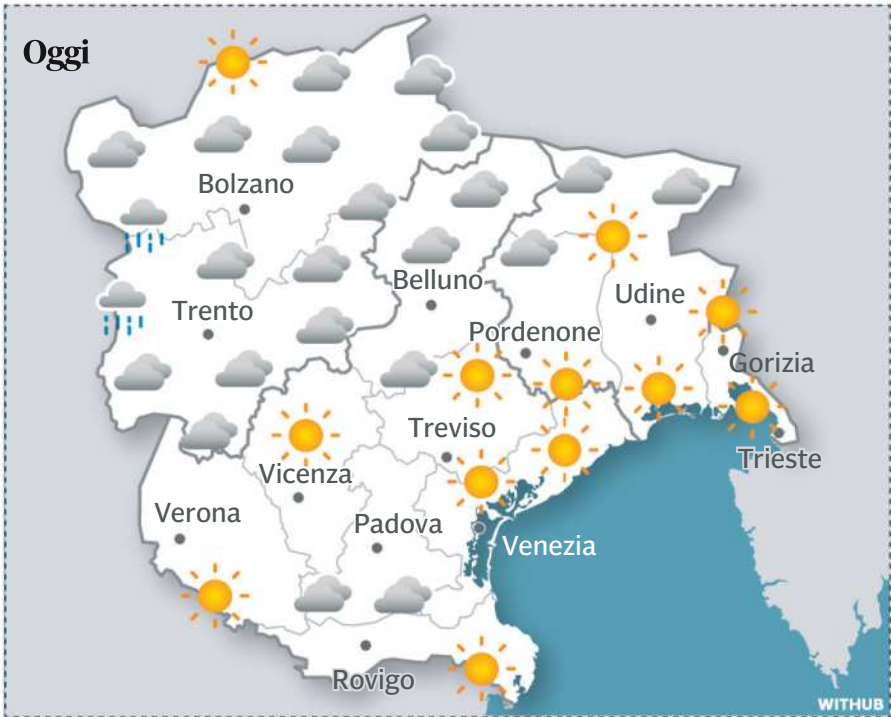 Oggi
Bolzano
Trento
Belluno
Udine
Pordenone
Gorizia
Treviso
Trieste
Vicenza
Verona
Padova
Venezia
Rovigo
WITHUB